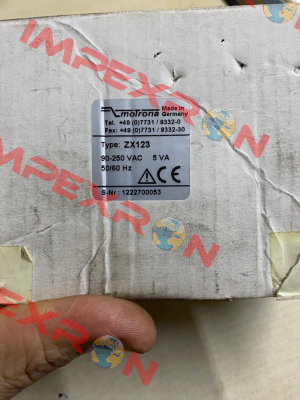 IMPEXRON
motrona
Made in
Germany
Tel. +49 (0)7731 / 9332-0
Fax: +49 (0)7731 / 9332-30
Type: ZX123
90-250 VAC 5 VA
50/60 Hz
CE
S-Nr : 1222700053
IMPEXRON
IMPEXRON